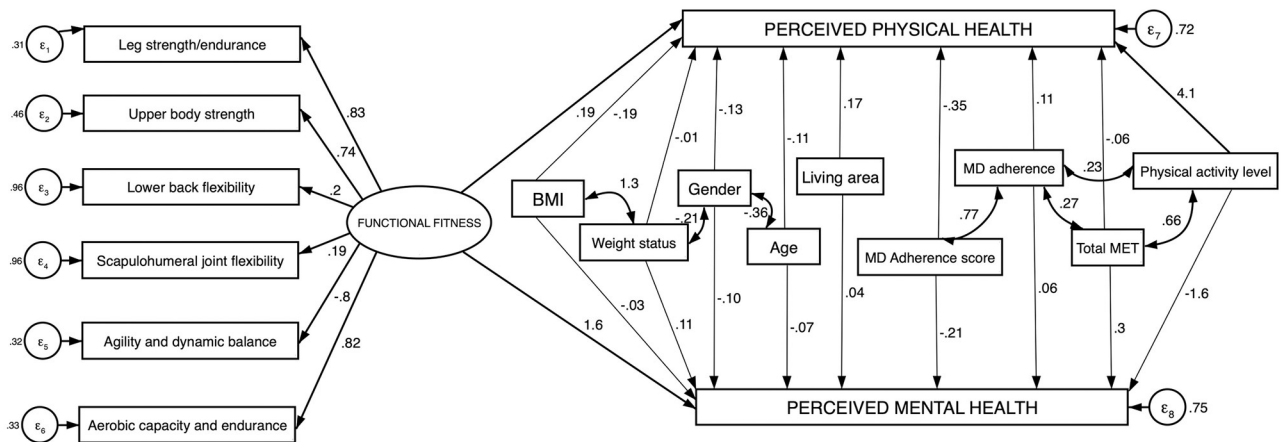 PERCEIVED PHYSICAL HEALTH
ε7
.72
.31
ε1
Leg strength/endurance
.46
ε2
Upper body strength
.96
ε3
Lower back flexibility
.96
ε4
Scapulohumeral joint flexibility
.32
ε5
Agility and dynamic balance
.33
ε6
Aerobic capacity and endurance
.83
.74
.2
.19
-.8
.82
FUNCTIONAL FITNESS
.19
-.19
-.01
-.13
-.11
.17
-.35
.11
-.06
4.1
BMI
1.3
Weight status
-.21
Gender
-.36
Age
Living area
MD adherence
.77
MD Adherence score
.23
.27
Total MET
.66
Physical activity level
1.6
-.03
.11
-.10
-.07
.04
-.21
.06
.3
-1.6
PERCEIVED MENTAL HEALTH
ε8
.75